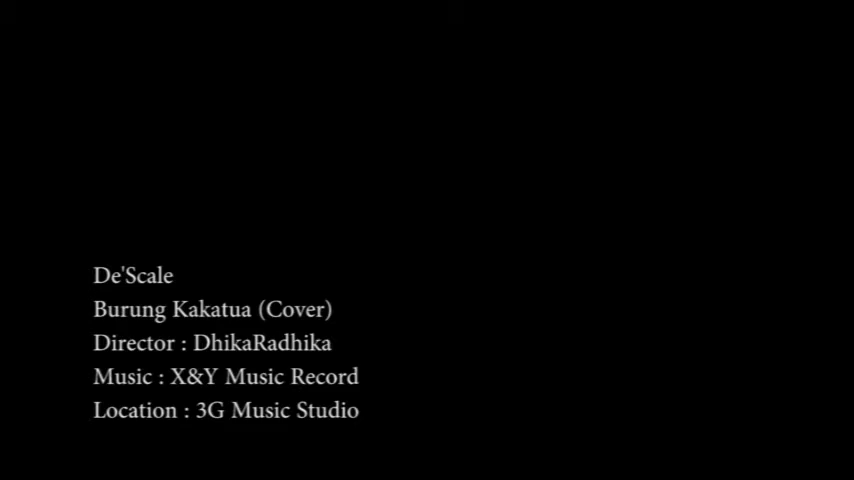 De'Scale
Burung Kakatua (Cover)
Director : DhikaRadhika
Music : X&Y Music Record
Location : 3G Music Studio